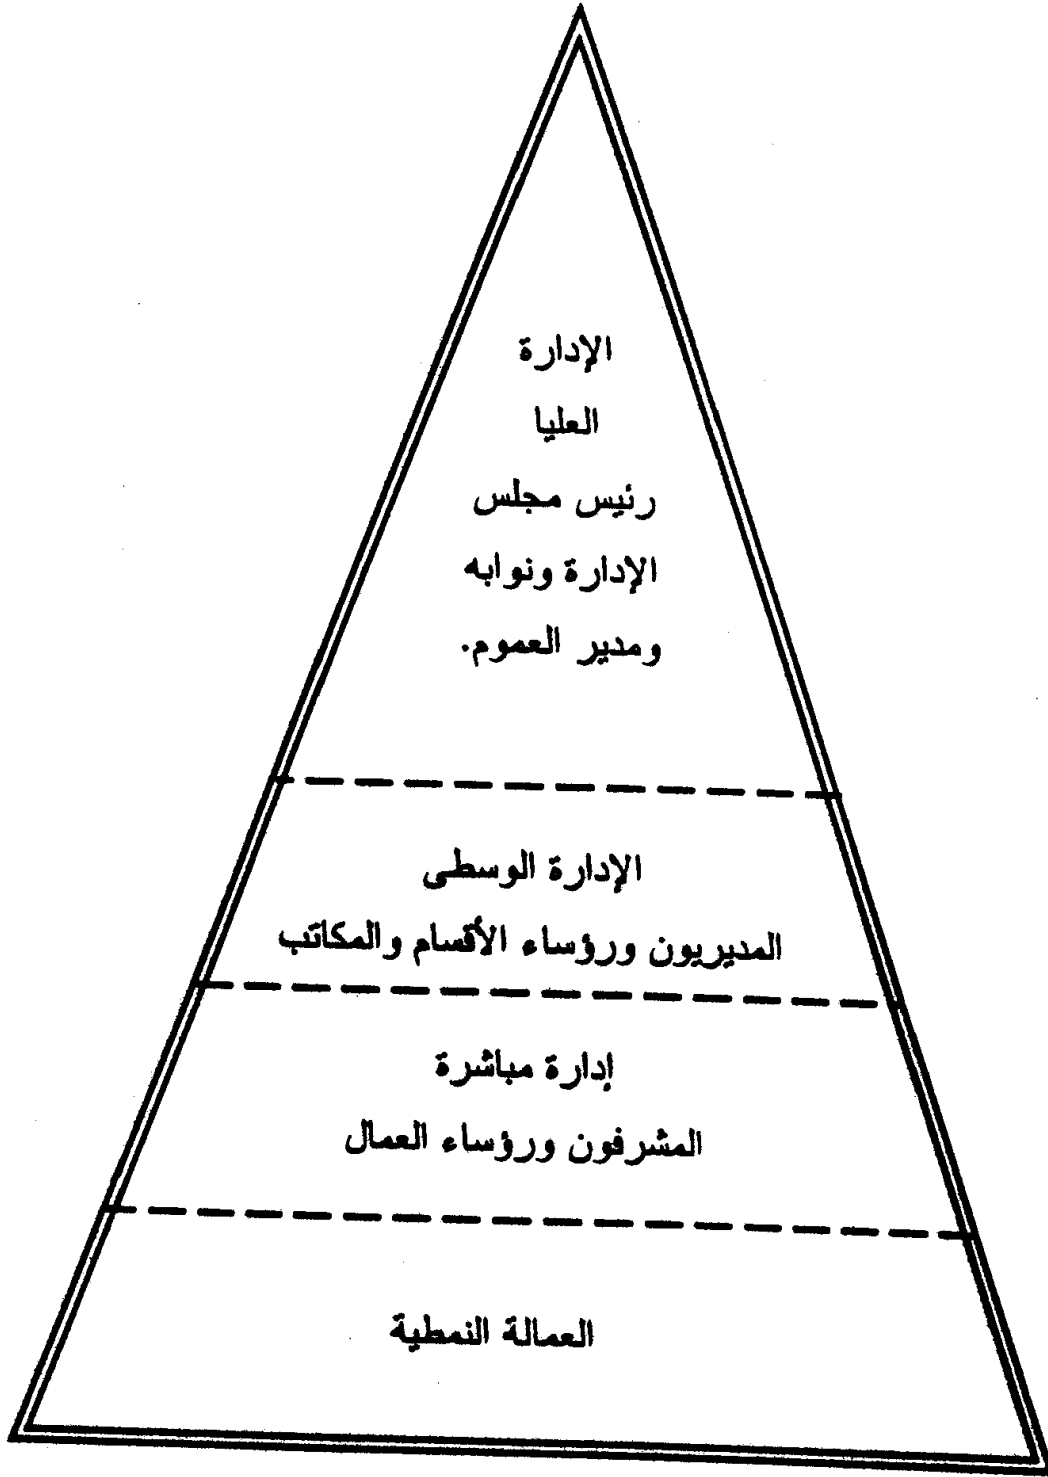 الإدارة
العليا
رئيس مجلس
الإدارة ونوابه
ومدير العموم.
الإدارة الوسطى
المديريون ورؤساء الأقسام والمكاتب
إدارة مباشرة
المشرفون ورؤساء العمال
العمالة النمطية